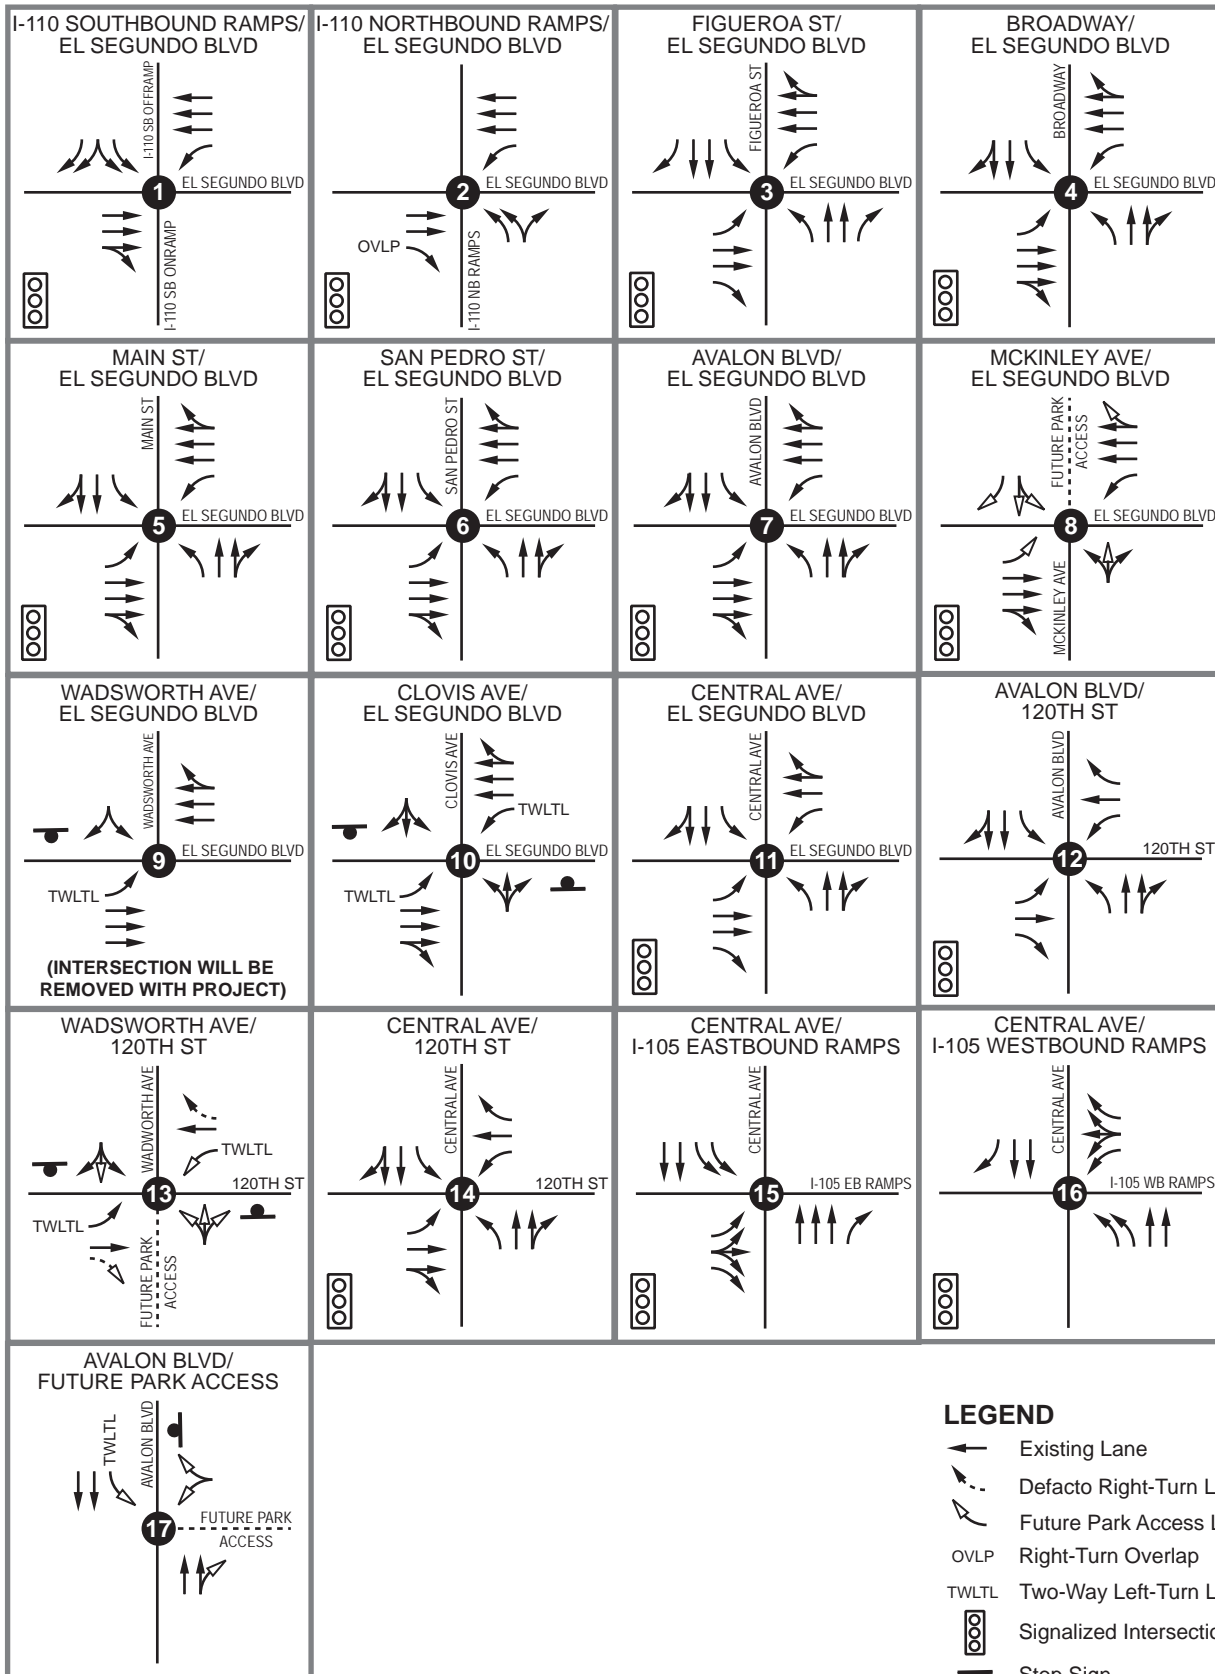 I-110 SOUTHBOUND RAMPS/
EL SEGUNDO BLVD
I-110 SB OFFRAMP
1
EL SEGUNDO BLVD
I-110 SB ONRAMP
I-110 NORTHBOUND RAMPS/
EL SEGUNDO BLVD
2
EL SEGUNDO BLVD
OVLP
I-110 NB RAMPS
FIGUEROA ST/
EL SEGUNDO BLVD
FIGUEROA ST
3
EL SEGUNDO BLVD
BROADWAY/
EL SEGUNDO BLVD
BROADWAY
4
EL SEGUNDO BLVD
MAIN ST/
EL SEGUNDO BLVD
MAIN ST
5
EL SEGUNDO BLVD
SAN PEDRO ST/
EL SEGUNDO BLVD
SAN PEDRO ST
6
EL SEGUNDO BLVD
AVALON BLVD/
EL SEGUNDO BLVD
AVALON BLVD
7
EL SEGUNDO BLVD
MCKINLEY AVE/
EL SEGUNDO BLVD
FUTURE PARK
ACCESS
8
EL SEGUNDO BLVD
MCKINLEY AVE
WADSWORTH AVE/
EL SEGUNDO BLVD
WADSWORTH AVE
9
EL SEGUNDO BLVD
TWLTL
(INTERSECTION WILL BE
REMOVED WITH PROJECT)
CLOVIS AVE/
EL SEGUNDO BLVD
CLOVIS AVE
TWLTL
10
EL SEGUNDO BLVD
TWLTL
CENTRAL AVE/
EL SEGUNDO BLVD
CENTRAL AVE
11
EL SEGUNDO BLVD
AVALON BLVD/
120TH ST
AVALON BLVD
12
120TH ST
WADSWORTH AVE/
120TH ST
WADWORTH AVE
TWLTL
13
120TH ST
TWLTL
FUTURE PARK
ACCESS
CENTRAL AVE/
120TH ST
CENTRAL AVE
14
120TH ST
CENTRAL AVE/
I-105 EASTBOUND RAMPS
CENTRAL AVE
15
I-105 EB RAMPS
CENTRAL AVE/
I-105 WESTBOUND RAMPS
CENTRAL AVE
16
I-105 WB RAMPS
AVALON BLVD/
FUTURE PARK ACCESS
TWLTL
AVALON BLVD
17
FUTURE PARK
ACCESS
LEGEND
Existing Lane
Defacto Right-Turn L
Future Park Access L
OVLP Right-Turn Overlap
TWLTL Two-Way Left-Turn L
Signalized Intersectio
Stop Sign